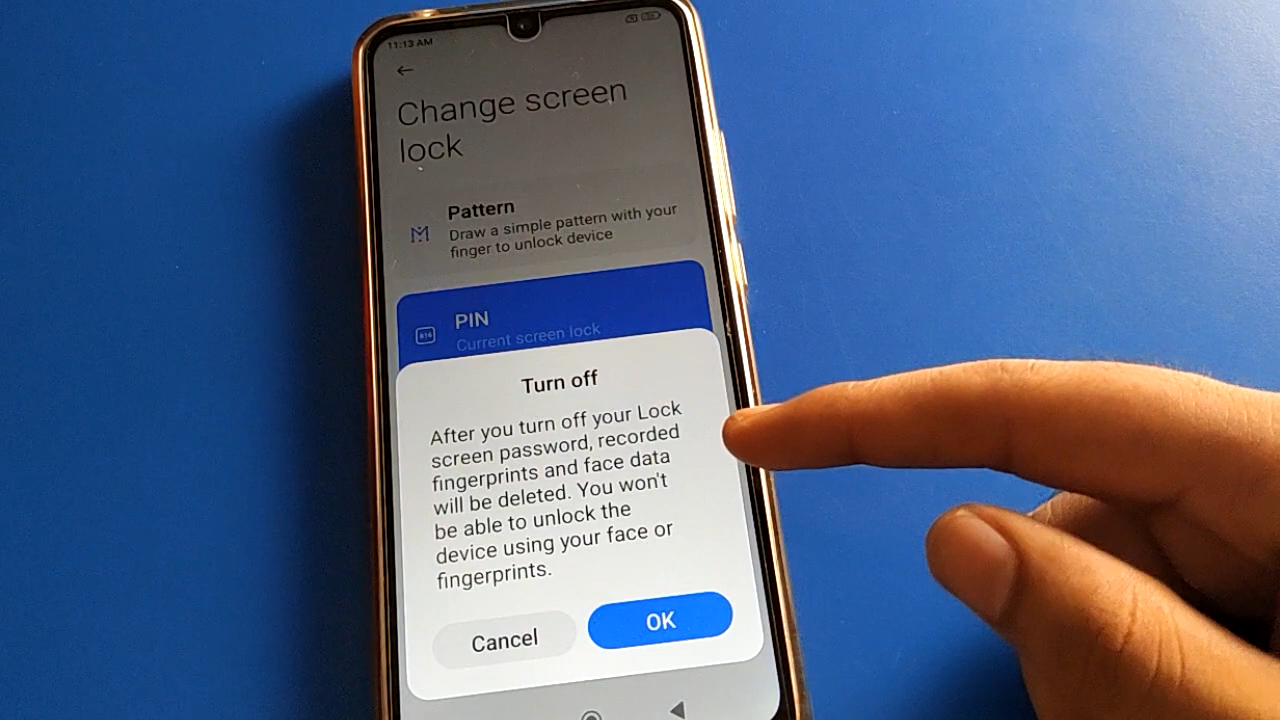 11:13 AM
Change screen
lock
Pattern
Draw a simple pattern with your
finger to unlock device
PIN
Current screen lock
Turn off
After you turn off your Lock
screen password, recorded
fingerprints and face data
will be deleted. You won't
be able to unlock the
device using your face or
fingerprints.
Cancel
OK